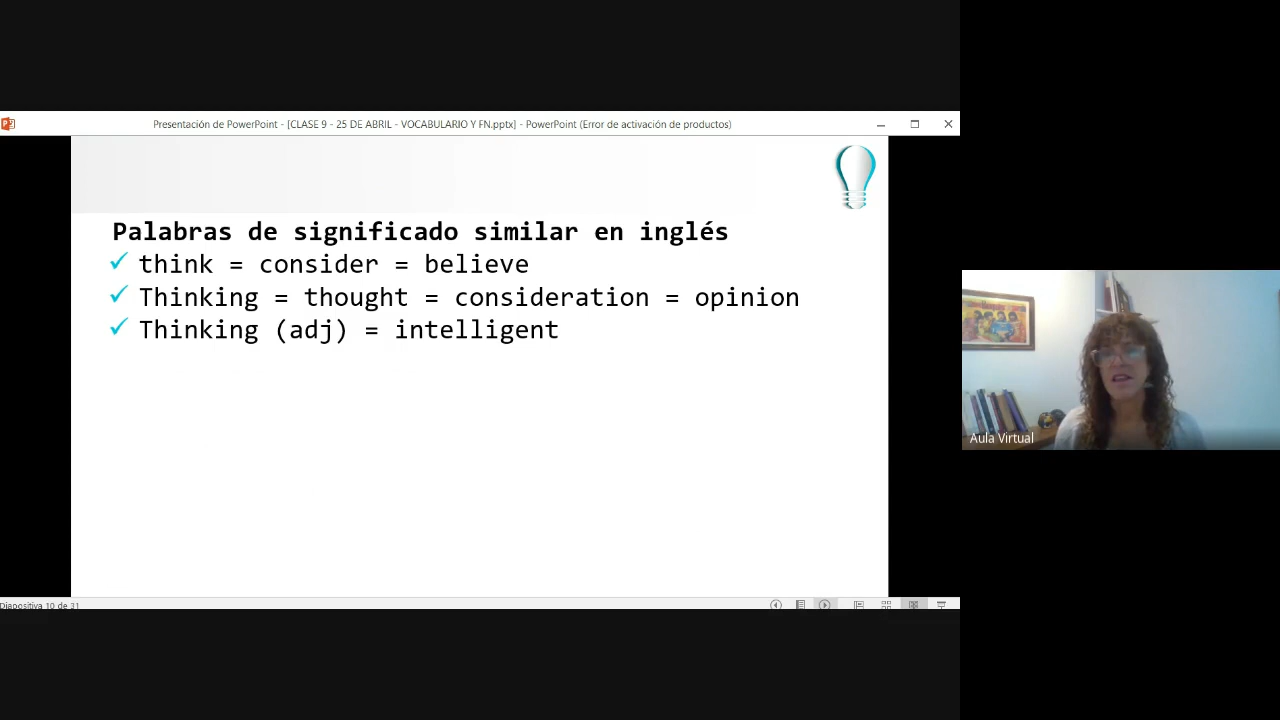 Presentación de PowerPoint - [CLASE 9 - 25 DE ABRIL - VOCABULARIO Y FN.pptx] - PowerPoint (Error de activación de productos)
Palabras de significado similar en inglés
think = consider = believe
Thinking = thought = consideration = opinion
Thinking (adj) = intelligent
Aula Virtual
Diapositiva 10 de 31